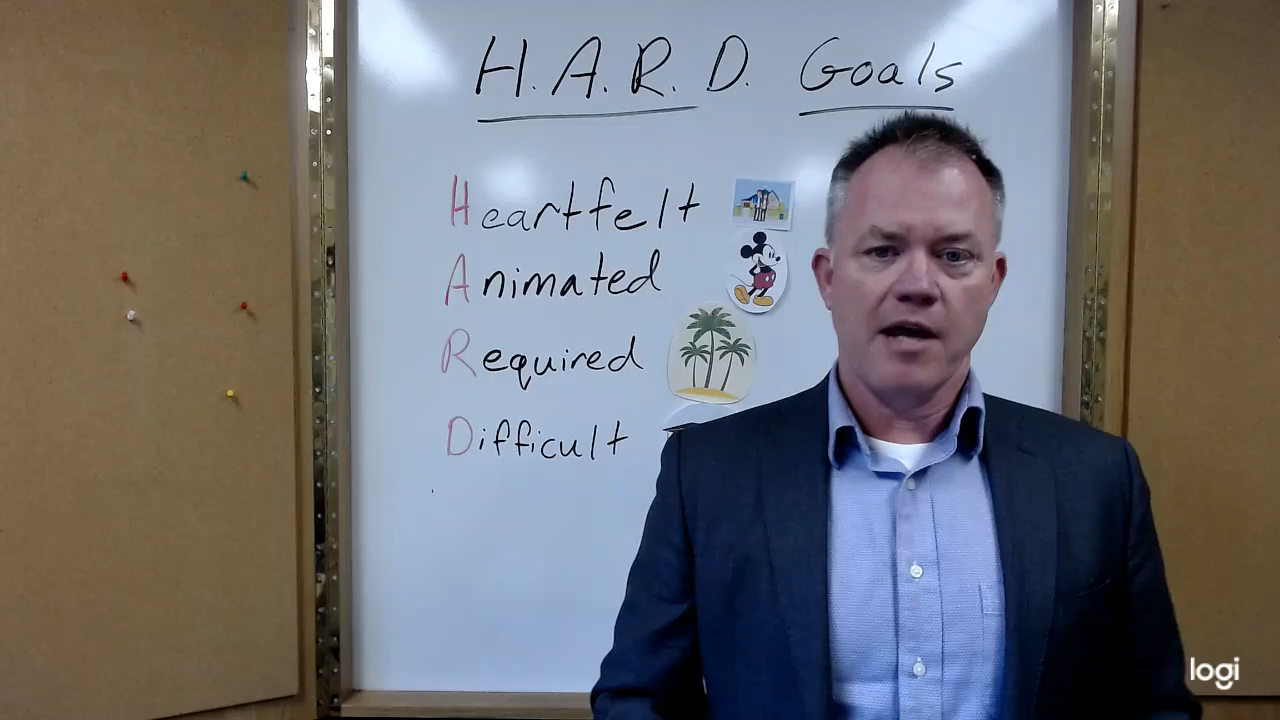 H.A.R.D. Goals
Heartfelt
Animated
Required
Difficult
logi